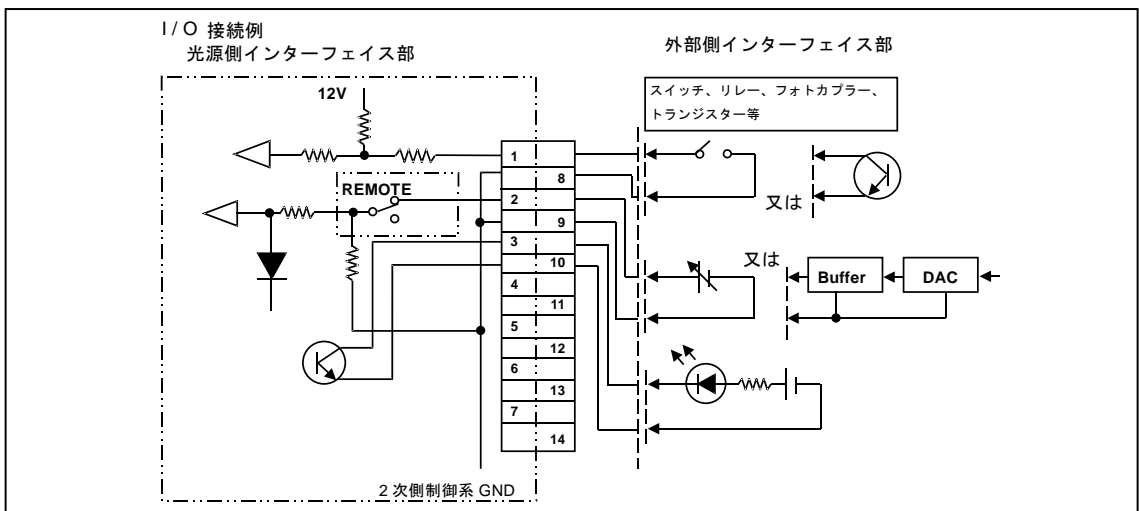 I/O 接続例
光源側インターフェイス部
外部側インターフェイス部
スイッチ、リレー、フォトカプラー、
トランジスター等
12V
REMOTE
1
8
2
9
3
10
4
11
5
12
6
13
7
14
又は
又は
Buffer
DAC
2次側制御系 GND